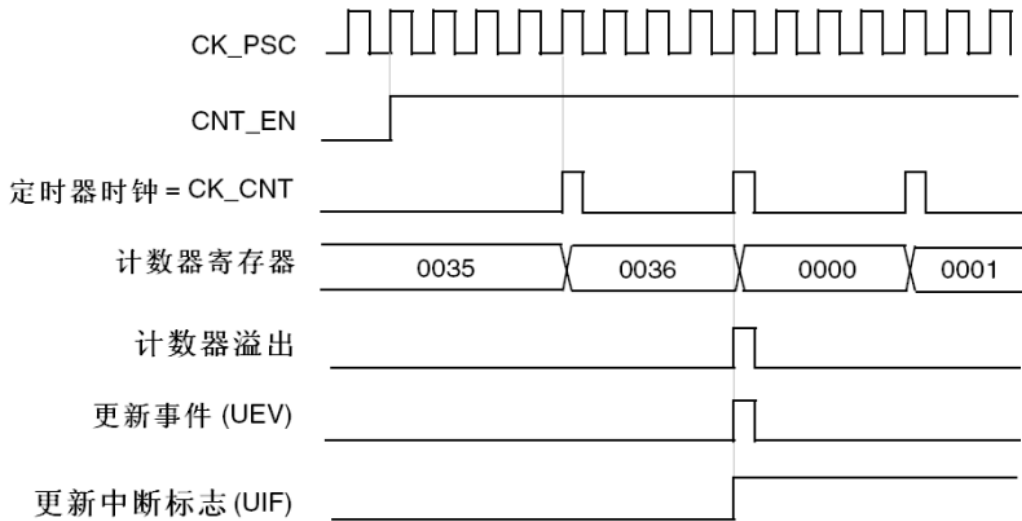 CK_PSC
CNT_EN
定时器时钟 = CK_CNT
计数器寄存器 0035 0036 0000 0001
计数器溢出
更新事件 (UEV)
更新中断标志 (UIF)